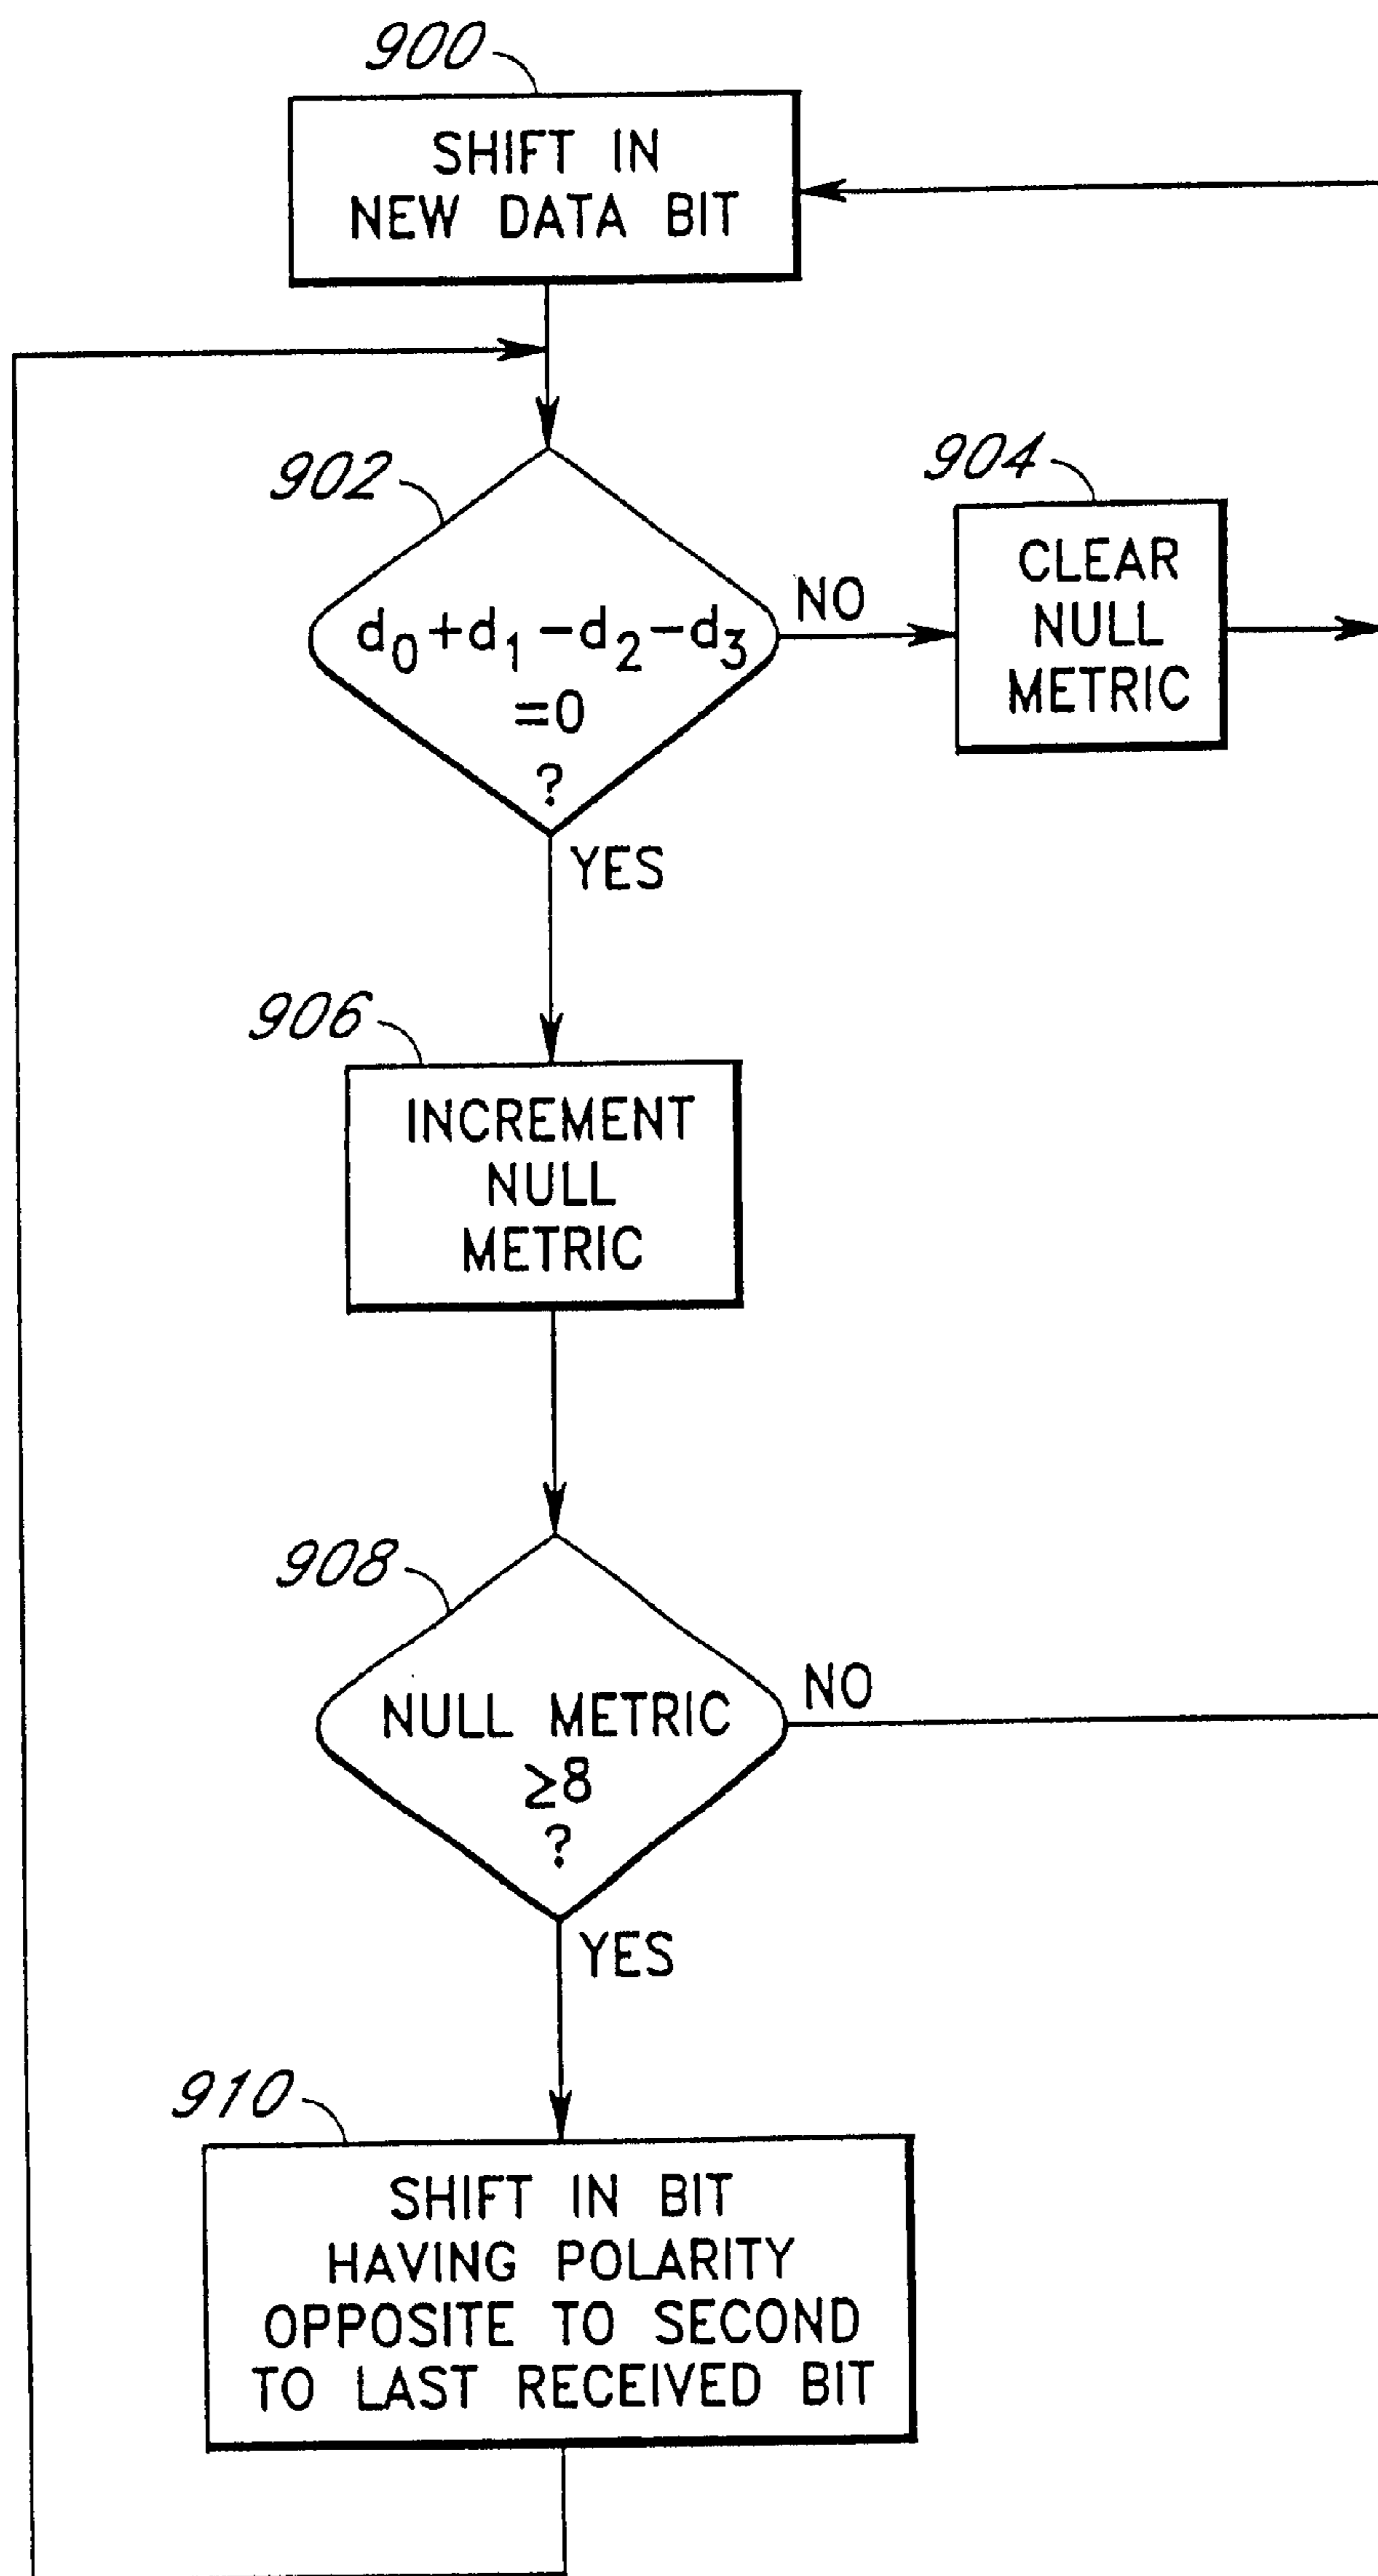 900
SHIFT IN
NEW DATA BIT
902
d₀+d₁-d₂-d₃
=0
?
NO
904
CLEAR
NULL
METRIC
YES
906
INCREMENT
NULL
METRIC
908
NULL METRIC
≥8
?
NO
YES
910
SHIFT IN BIT
HAVING POLARITY
OPPOSITE TO SECOND
TO LAST RECEIVED BIT